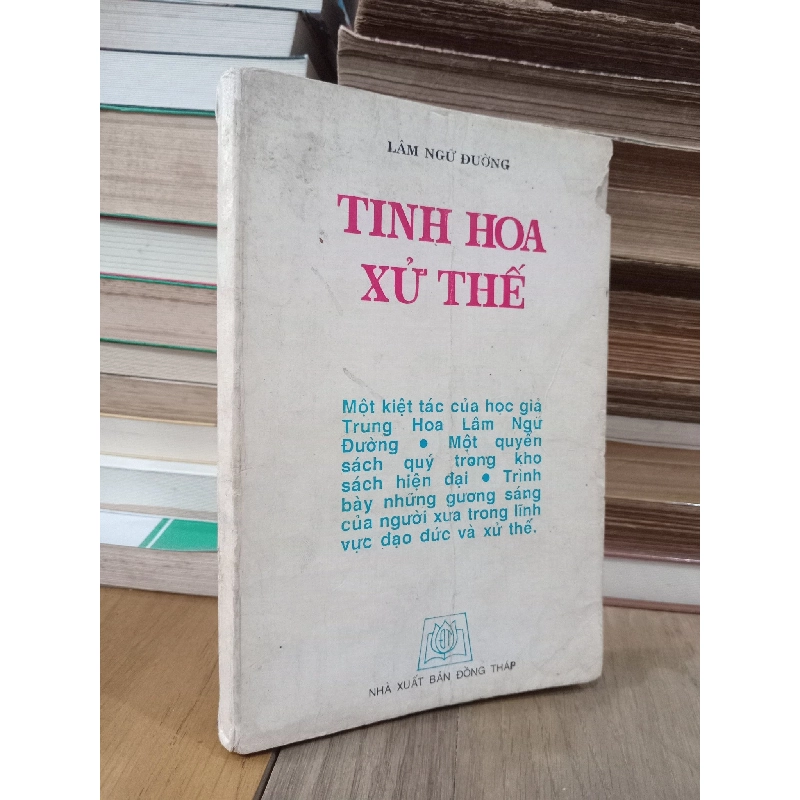 LÂM NGỮ ĐƯỜNG
TINH HOA
XỬ THẾ
Một kiệt tác của học giả
Trung Hoa Lâm Ngữ
Đường • Một quyển
sách quý trong kho
sách hiện đại • Trình
bày những gương sáng
của người xưa trong lĩnh
vực đạo đức và xử thế.
NHÀ XUẤT BẢN ĐỒNG THÁP